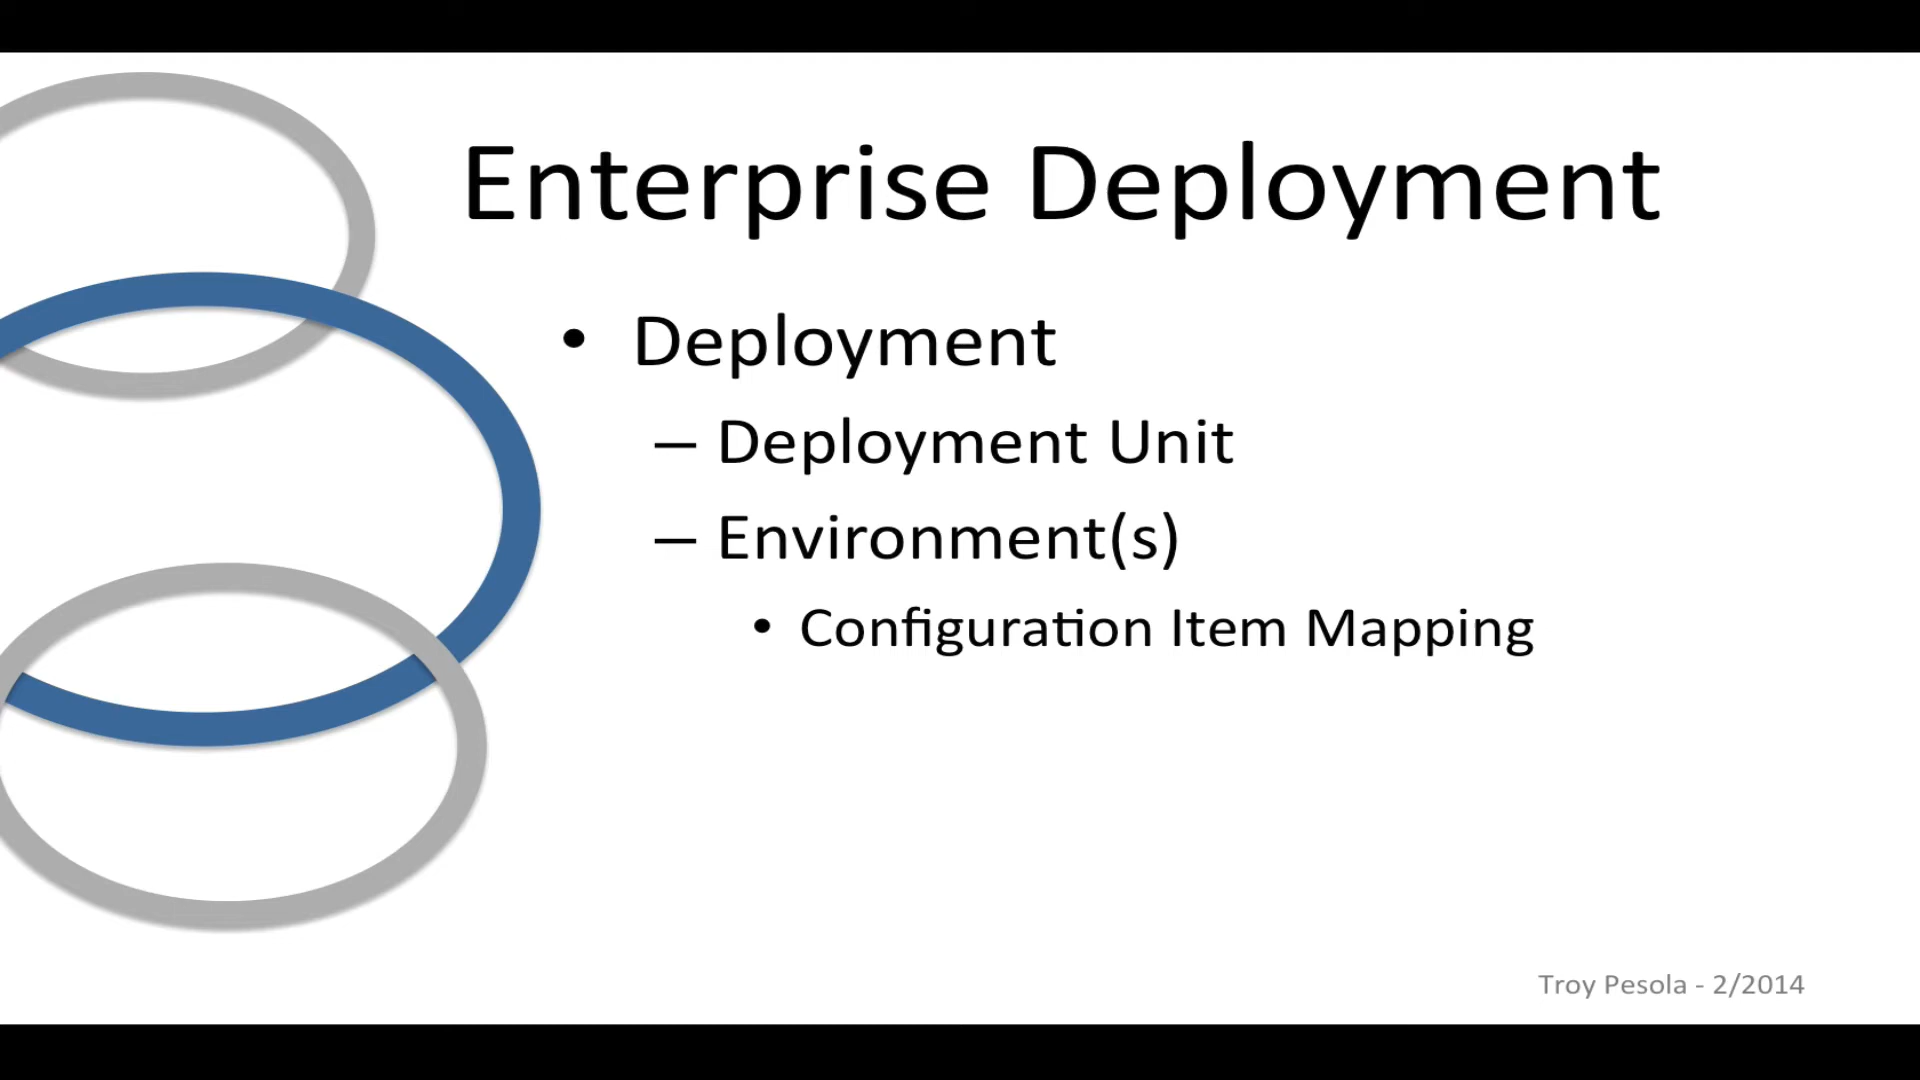 Enterprise Deployment
• Deployment
– Deployment Unit
– Environment(s)
• Configuration Item Mapping
Troy Pesola - 2/2014